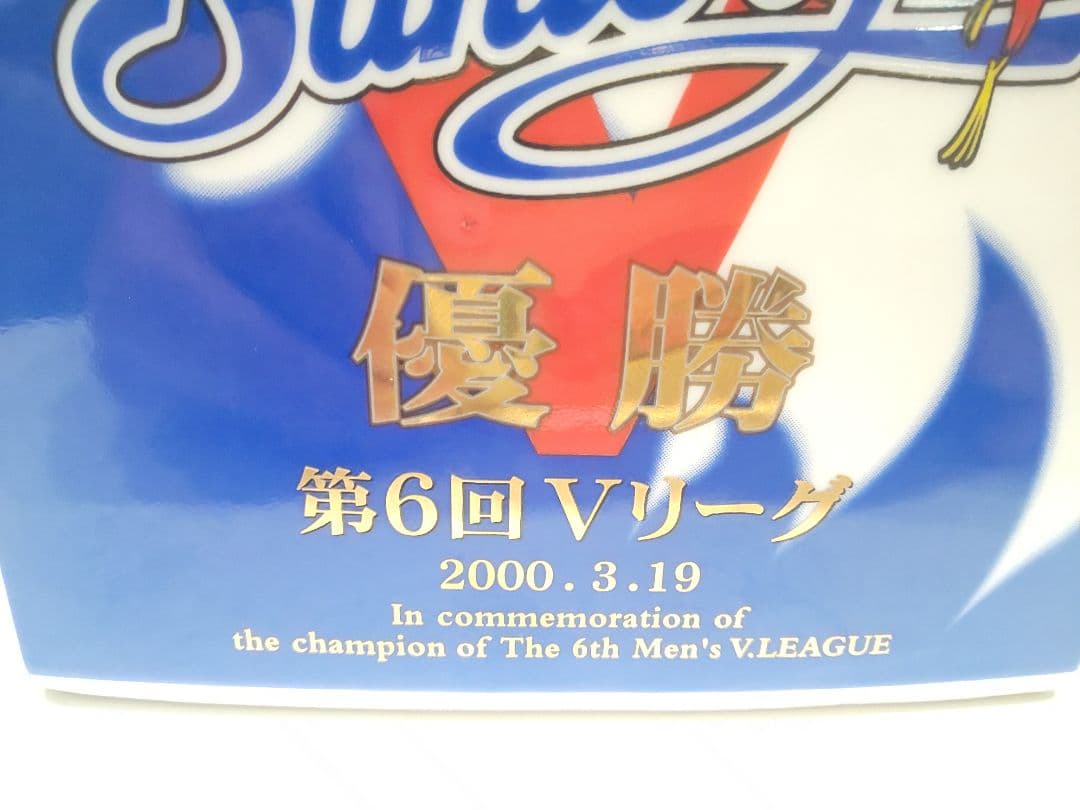 優勝
第6回Vリーグ
2000.3.19
In commemoration of
the champion of The 6th Men's V.LEAGUE